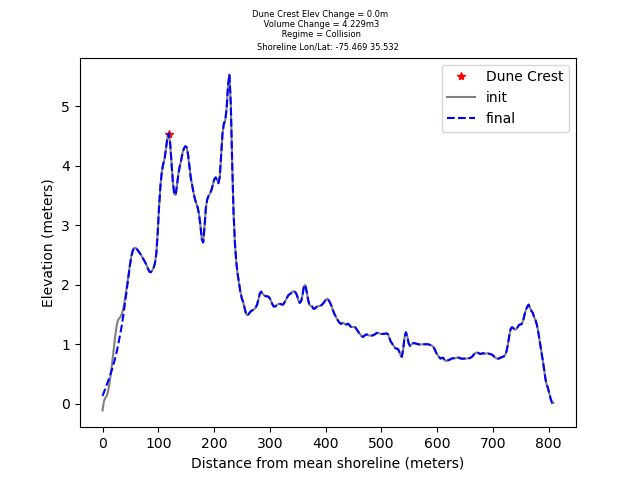 Dune Crest Elev Change = 0.0m
Volume Change = 4.229m3
Regime = Collision
Shoreline Lon/Lat: -75.469 35.532
Dune Crest
init
final
Elevation (meters)
5
4
3
2
1
0
0 100 200 300 400 500 600 700 800
Distance from mean shoreline (meters)